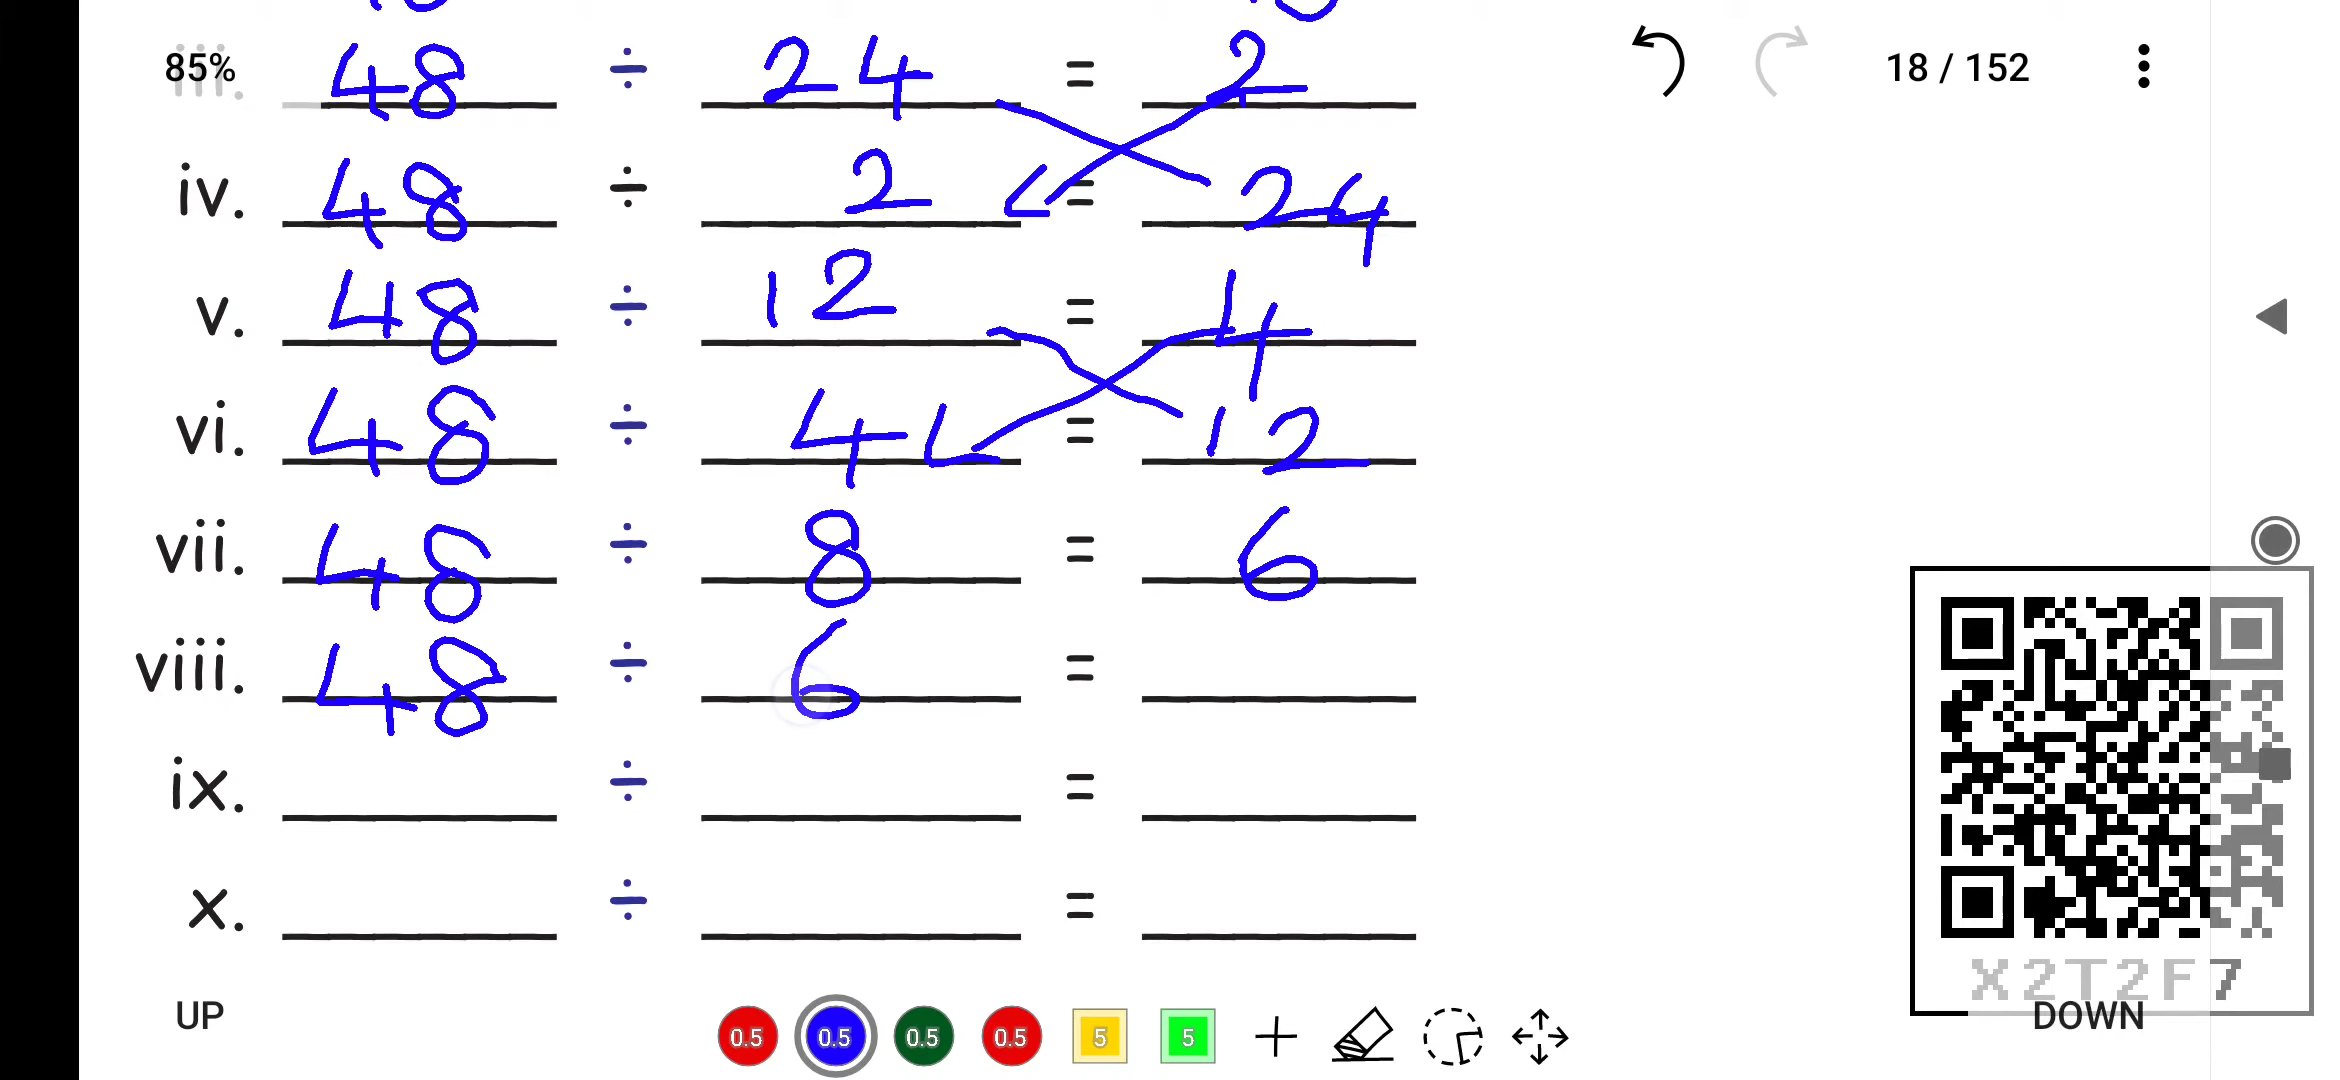 85%
18 / 152
iii. 48 ÷ 24 = 2
iv. 48 ÷ 2 = 24
v. 48 ÷ 12 = 4
vi. 48 ÷ 4 = 12
vii. 48 ÷ 8 = 6
viii. 48 ÷ 6 =
ix. ÷ =
x. ÷ =
X2T2F7
UP
0.5 0.5 0.5 0.5 5 5
DOWN